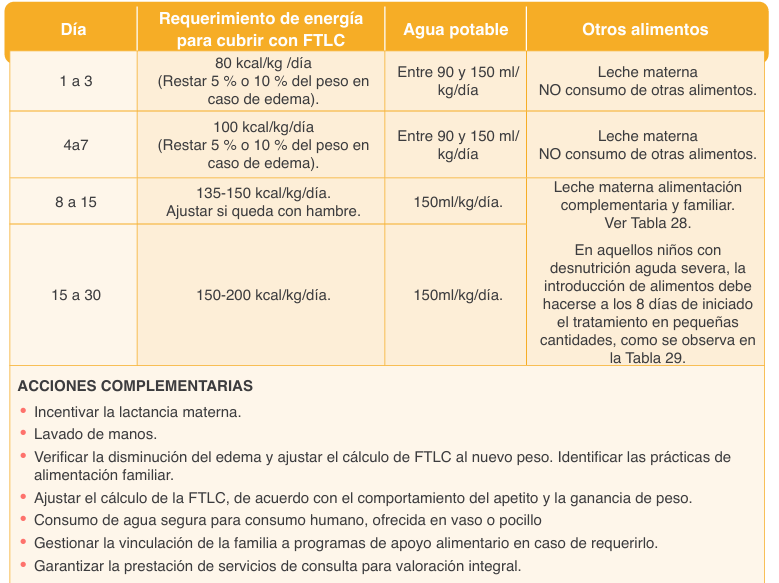 Día
Requerimiento de energía
para cubrir con FTLC
Agua potable
Otros alimentos
1 a 3
80 kcal/kg /día
(Restar 5 % o 10 % del peso en
caso de edema).
Entre 90 y 150 ml/
kg/día
Leche materna
NO consumo de otras alimentos.
4a7
100 kcal/kg/día
(Restar 5 % o 10 % del peso en
caso de edema).
Entre 90 y 150 ml/
kg/día
Leche materna
NO consumo de otras alimentos.
8 a 15
135-150 kcal/kg/día.
Ajustar si queda con hambre.
150ml/kg/día.
Leche materna alimentación
complementaria y familiar.
Ver Tabla 28.
15 a 30
150-200 kcal/kg/día.
150ml/kg/día.
En aquellos niños con
desnutrición aguda severa, la
introducción de alimentos debe
hacerse a los 8 días de iniciado
el tratamiento en pequeñas
cantidades, como se observa en
la Tabla 29.
ACCIONES COMPLEMENTARIAS
• Incentivar la lactancia materna.
• Lavado de manos.
• Verificar la disminución del edema y ajustar el cálculo de FTLC al nuevo peso. Identificar las prácticas de
alimentación familiar.
• Ajustar el cálculo de la FTLC, de acuerdo con el comportamiento del apetito y la ganancia de peso.
• Consumo de agua segura para consumo humano, ofrecida en vaso o pocillo
• Gestionar la vinculación de la familia a programas de apoyo alimentario en caso de requerirlo.
• Garantizar la prestación de servicios de consulta para valoración integral.